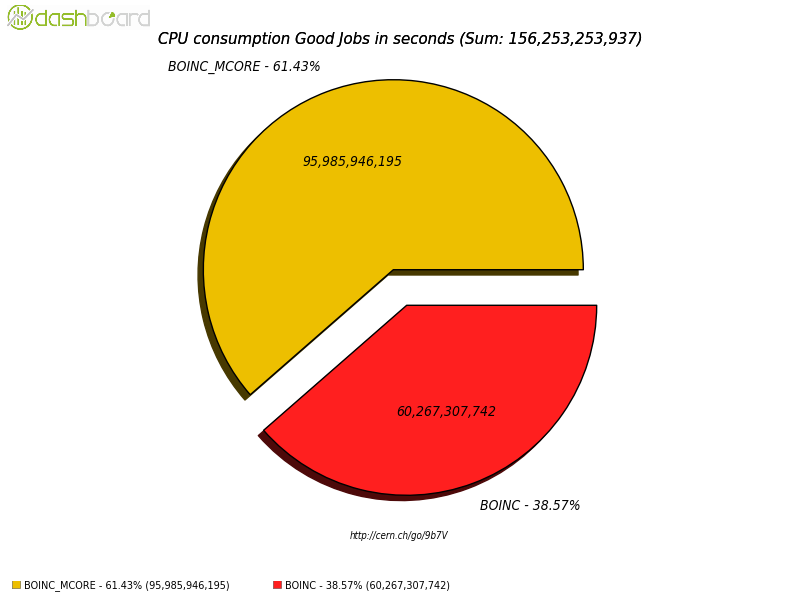 dashboard
CPU consumption Good Jobs in seconds (Sum: 156,253,253,937)
BOINC_MCORE - 61.43%
95,985,946,195
60,267,307,742
BOINC - 38.57%
http://cern.ch/go/9b7V
BOINC_MCORE - 61.43% (95,985,946,195)
BOINC - 38.57% (60,267,307,742)